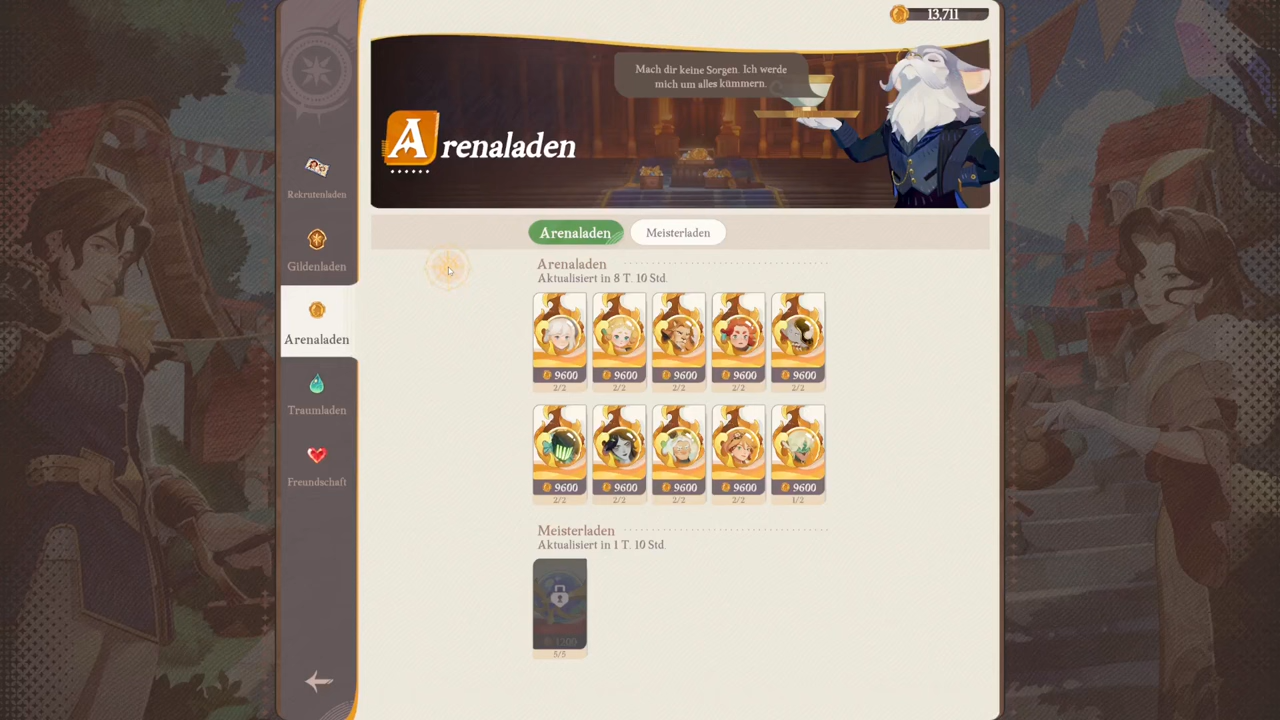 13,711
Mach dir keine Sorgen. Ich werde
mich um alles kümmern.
Arenaladen
Rekrutenladen
Gildenladen
Arenaladen
Traumladen
Freundschaft
Arenaladen
Meisterladen
Arenaladen
Aktualisiert in 8 T. 10 Std.
9600 9600 9600 9600 9600
2/2 2/2 2/2 2/2 2/2
9600 9600 9600 9600 9600
2/2 2/2 2/2 2/2 1/2
Meisterladen
Aktualisiert in 1 T. 10 Std.
1200
5/5